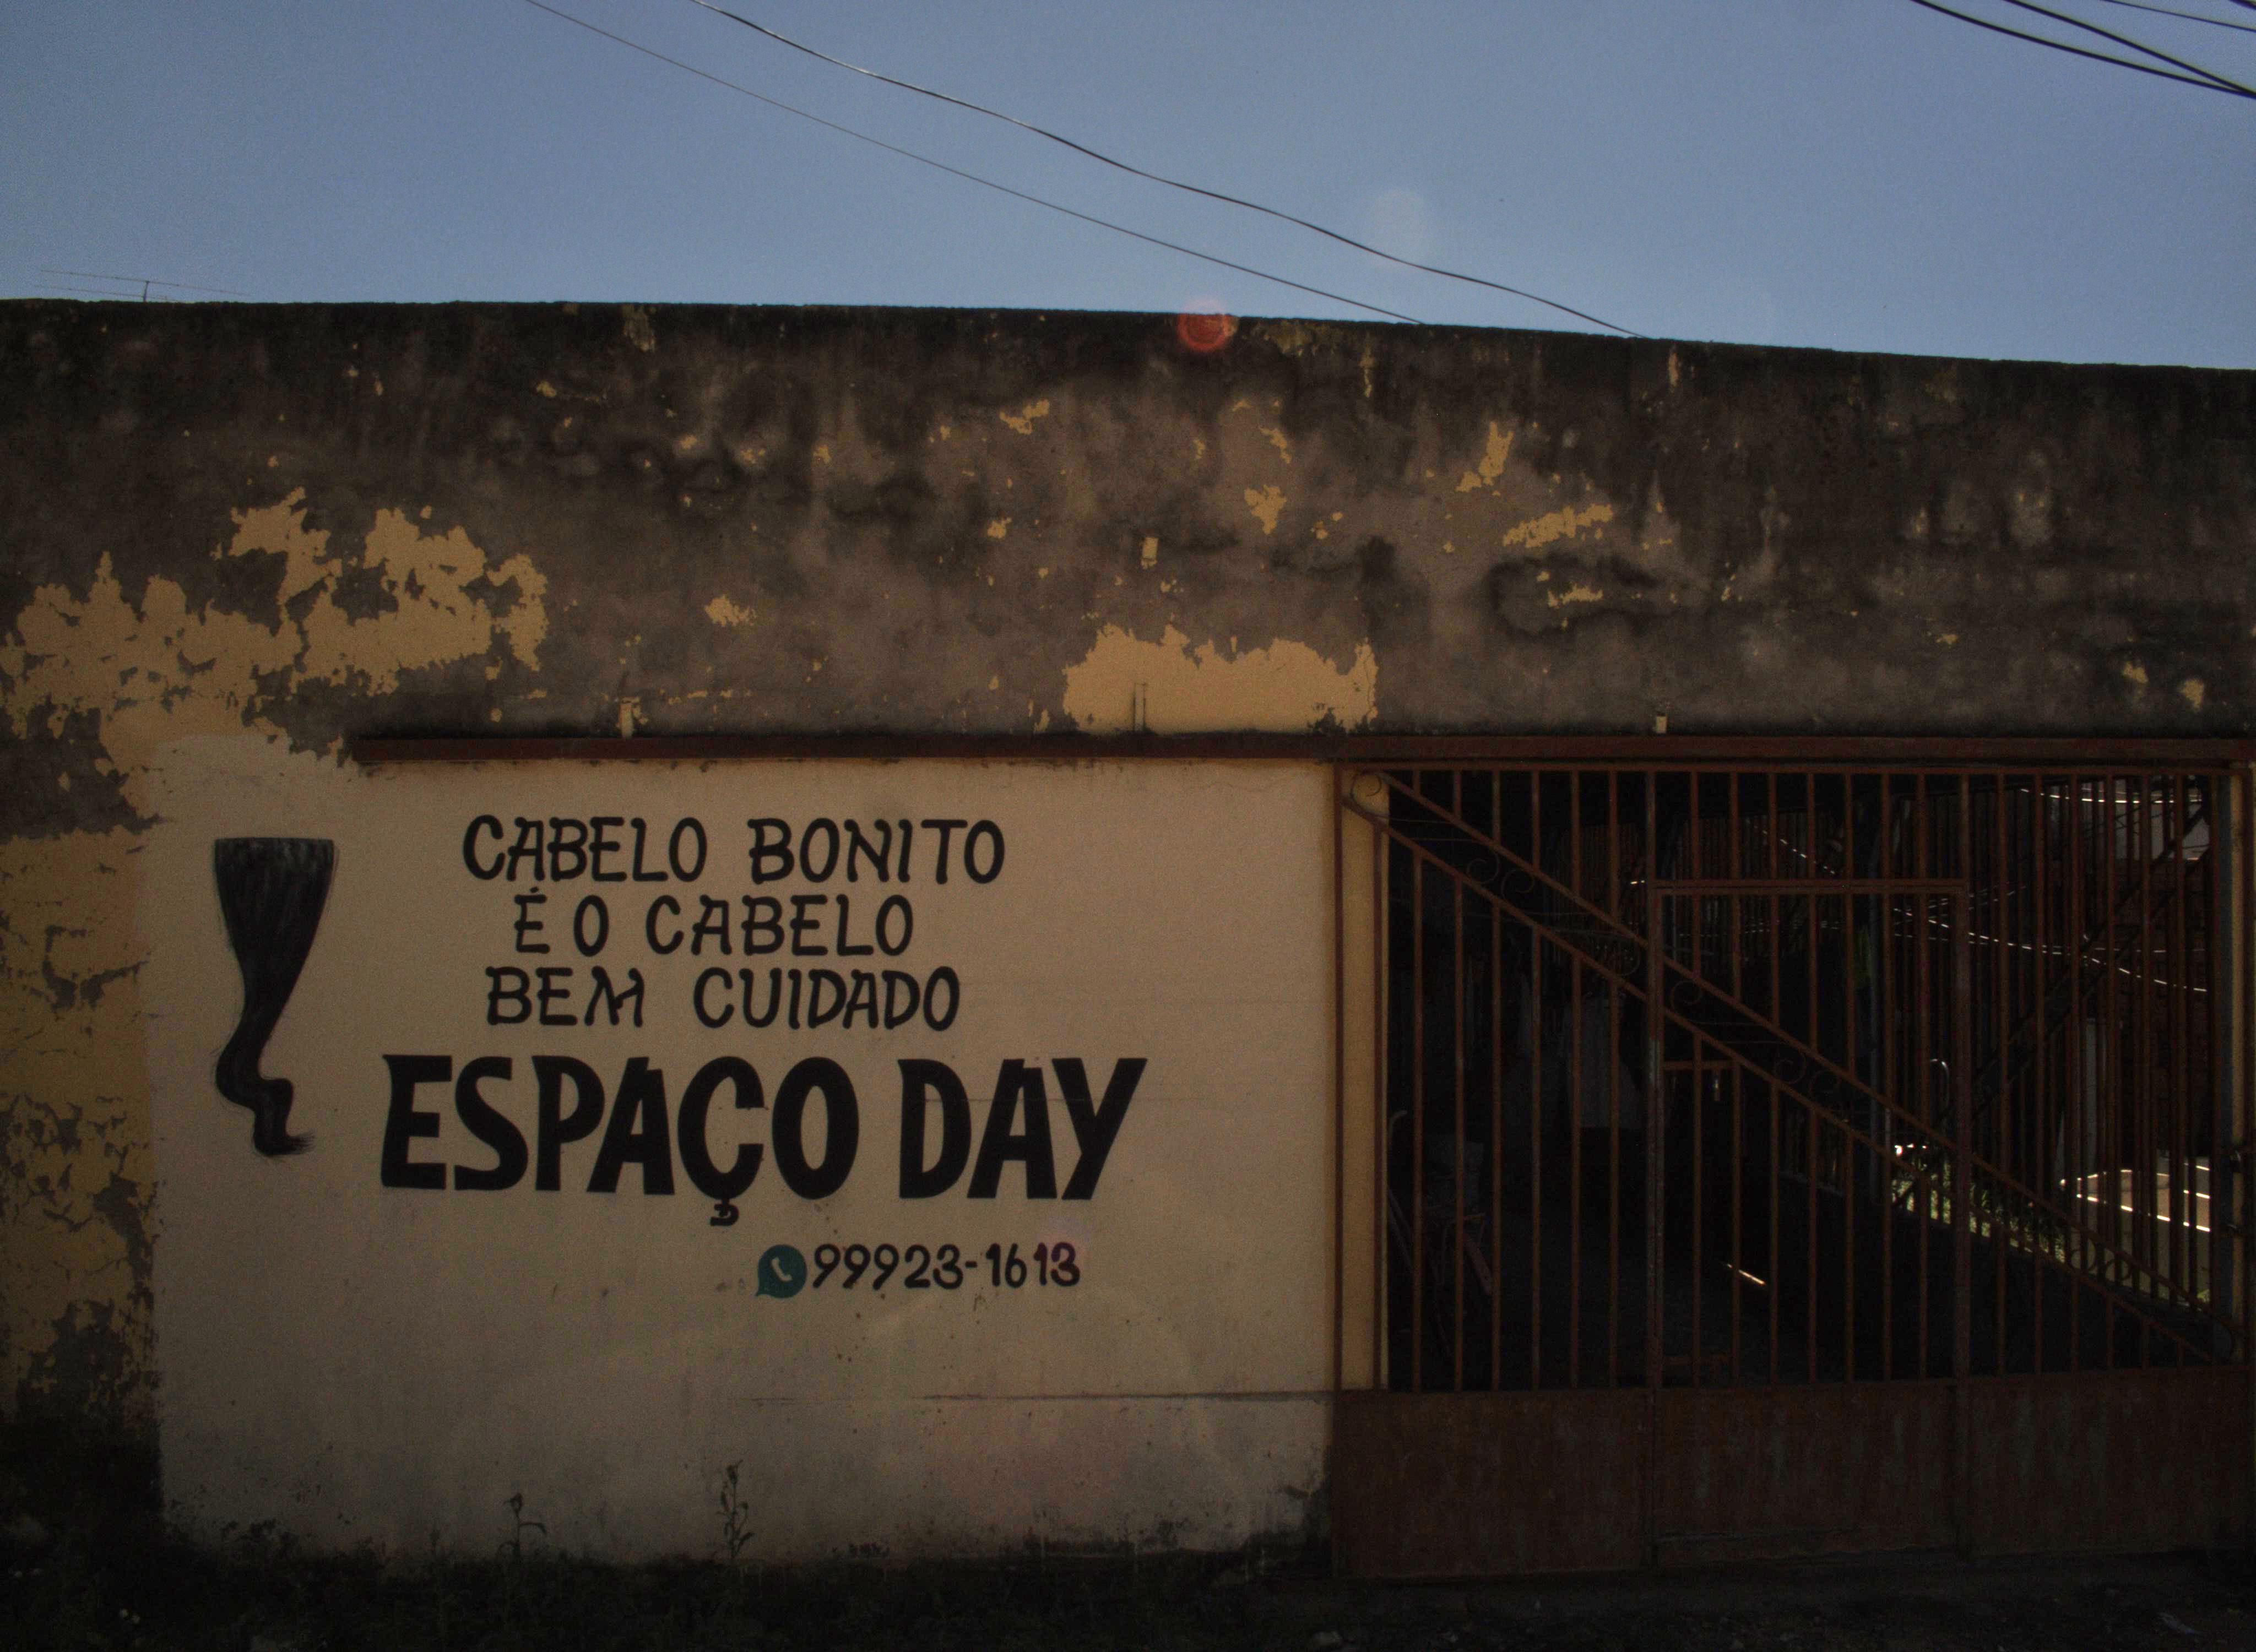 CABELO BONITO
É O CABELO
BEM CUIDADO
ESPAÇO DAY
99923-1613